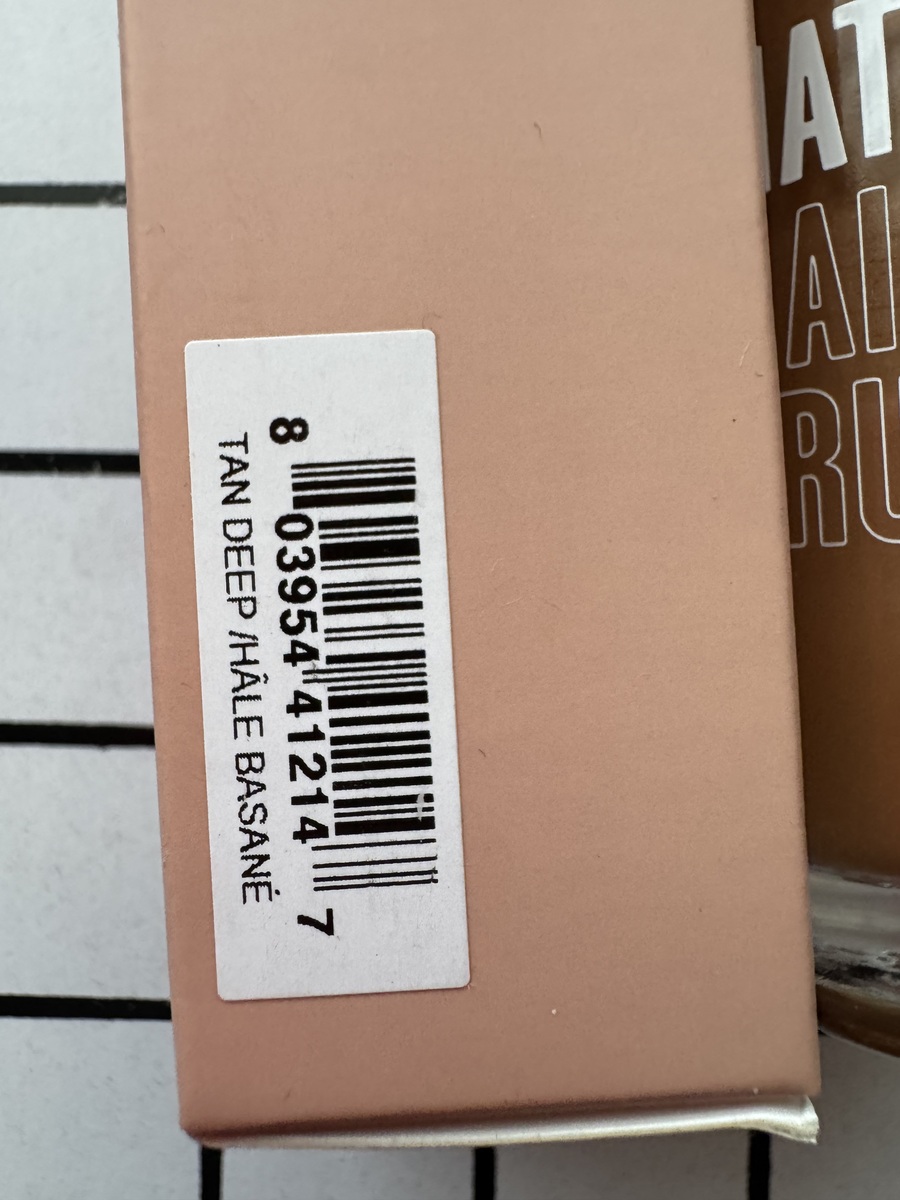 8 03954 41214 7
TAN DEEP /HÂLE BASANÉ